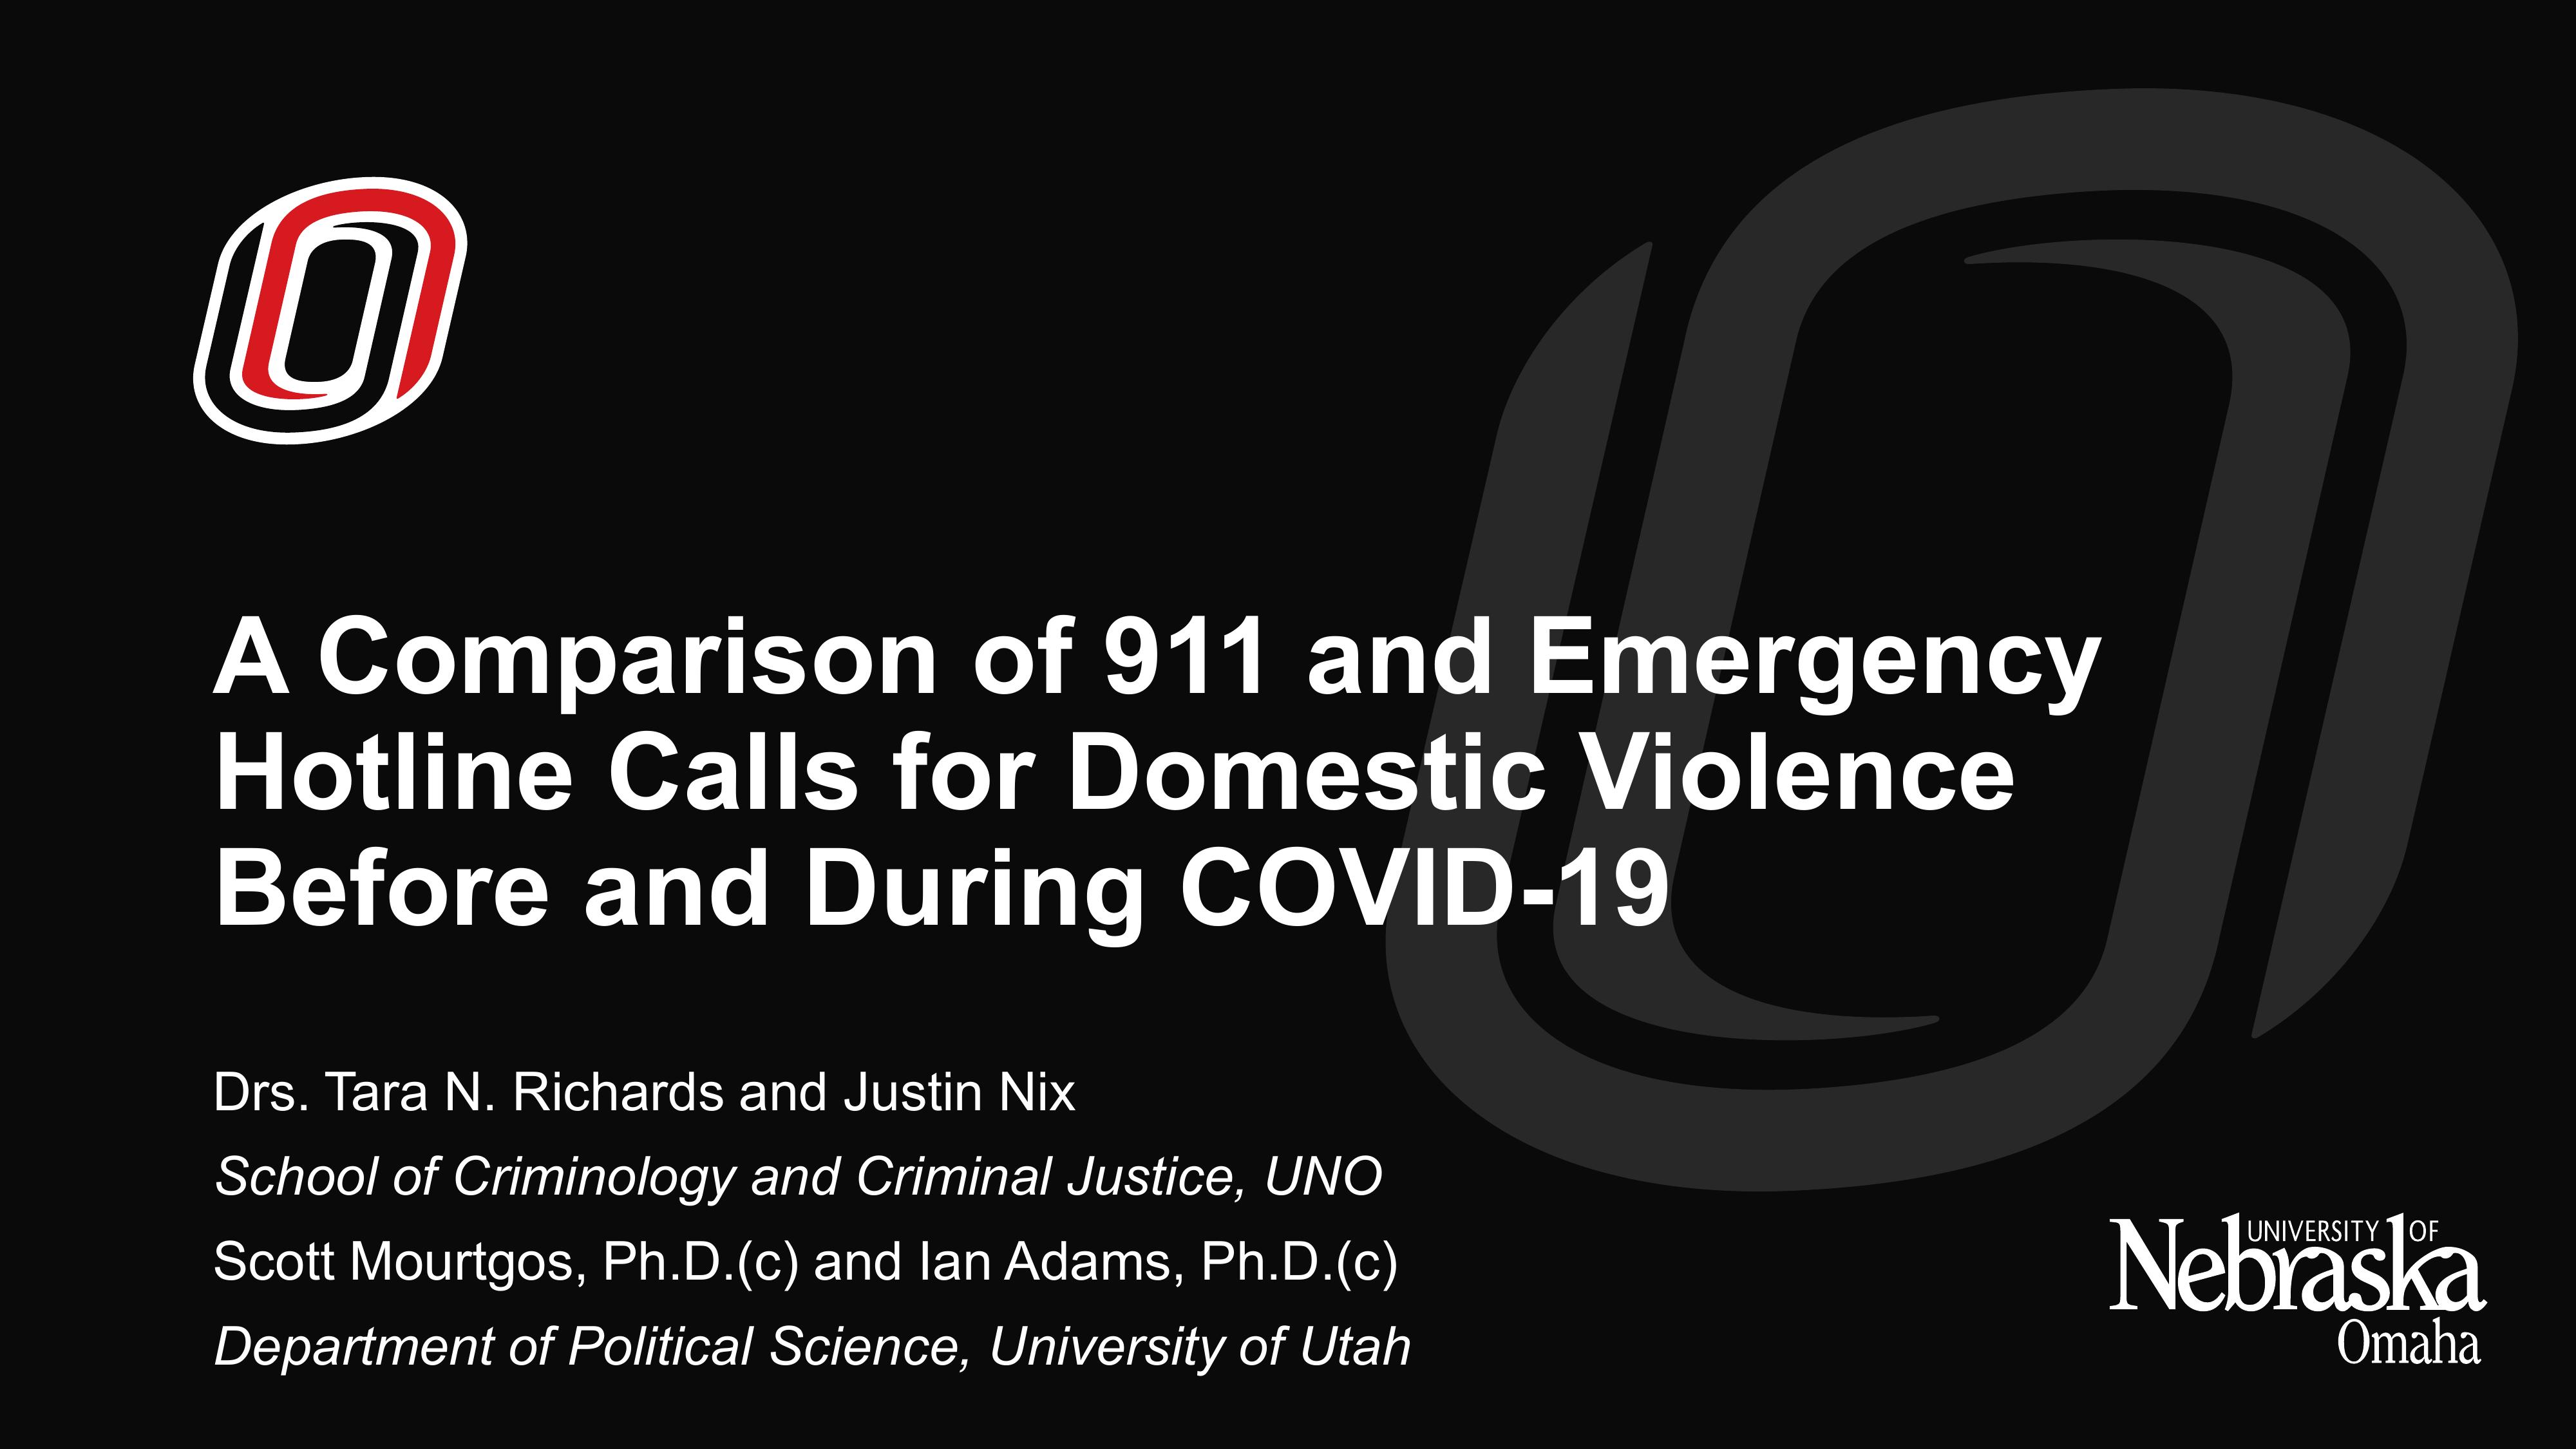 A Comparison of 911 and Emergency
Hotline Calls for Domestic Violence
Before and During COVID-19
Drs. Tara N. Richards and Justin Nix
School of Criminology and Criminal Justice, UNO
Scott Mourtgos, Ph.D.(c) and Ian Adams, Ph.D.(c)
Department of Political Science, University of Utah
UNIVERSITY OF
Nebraska
Omaha